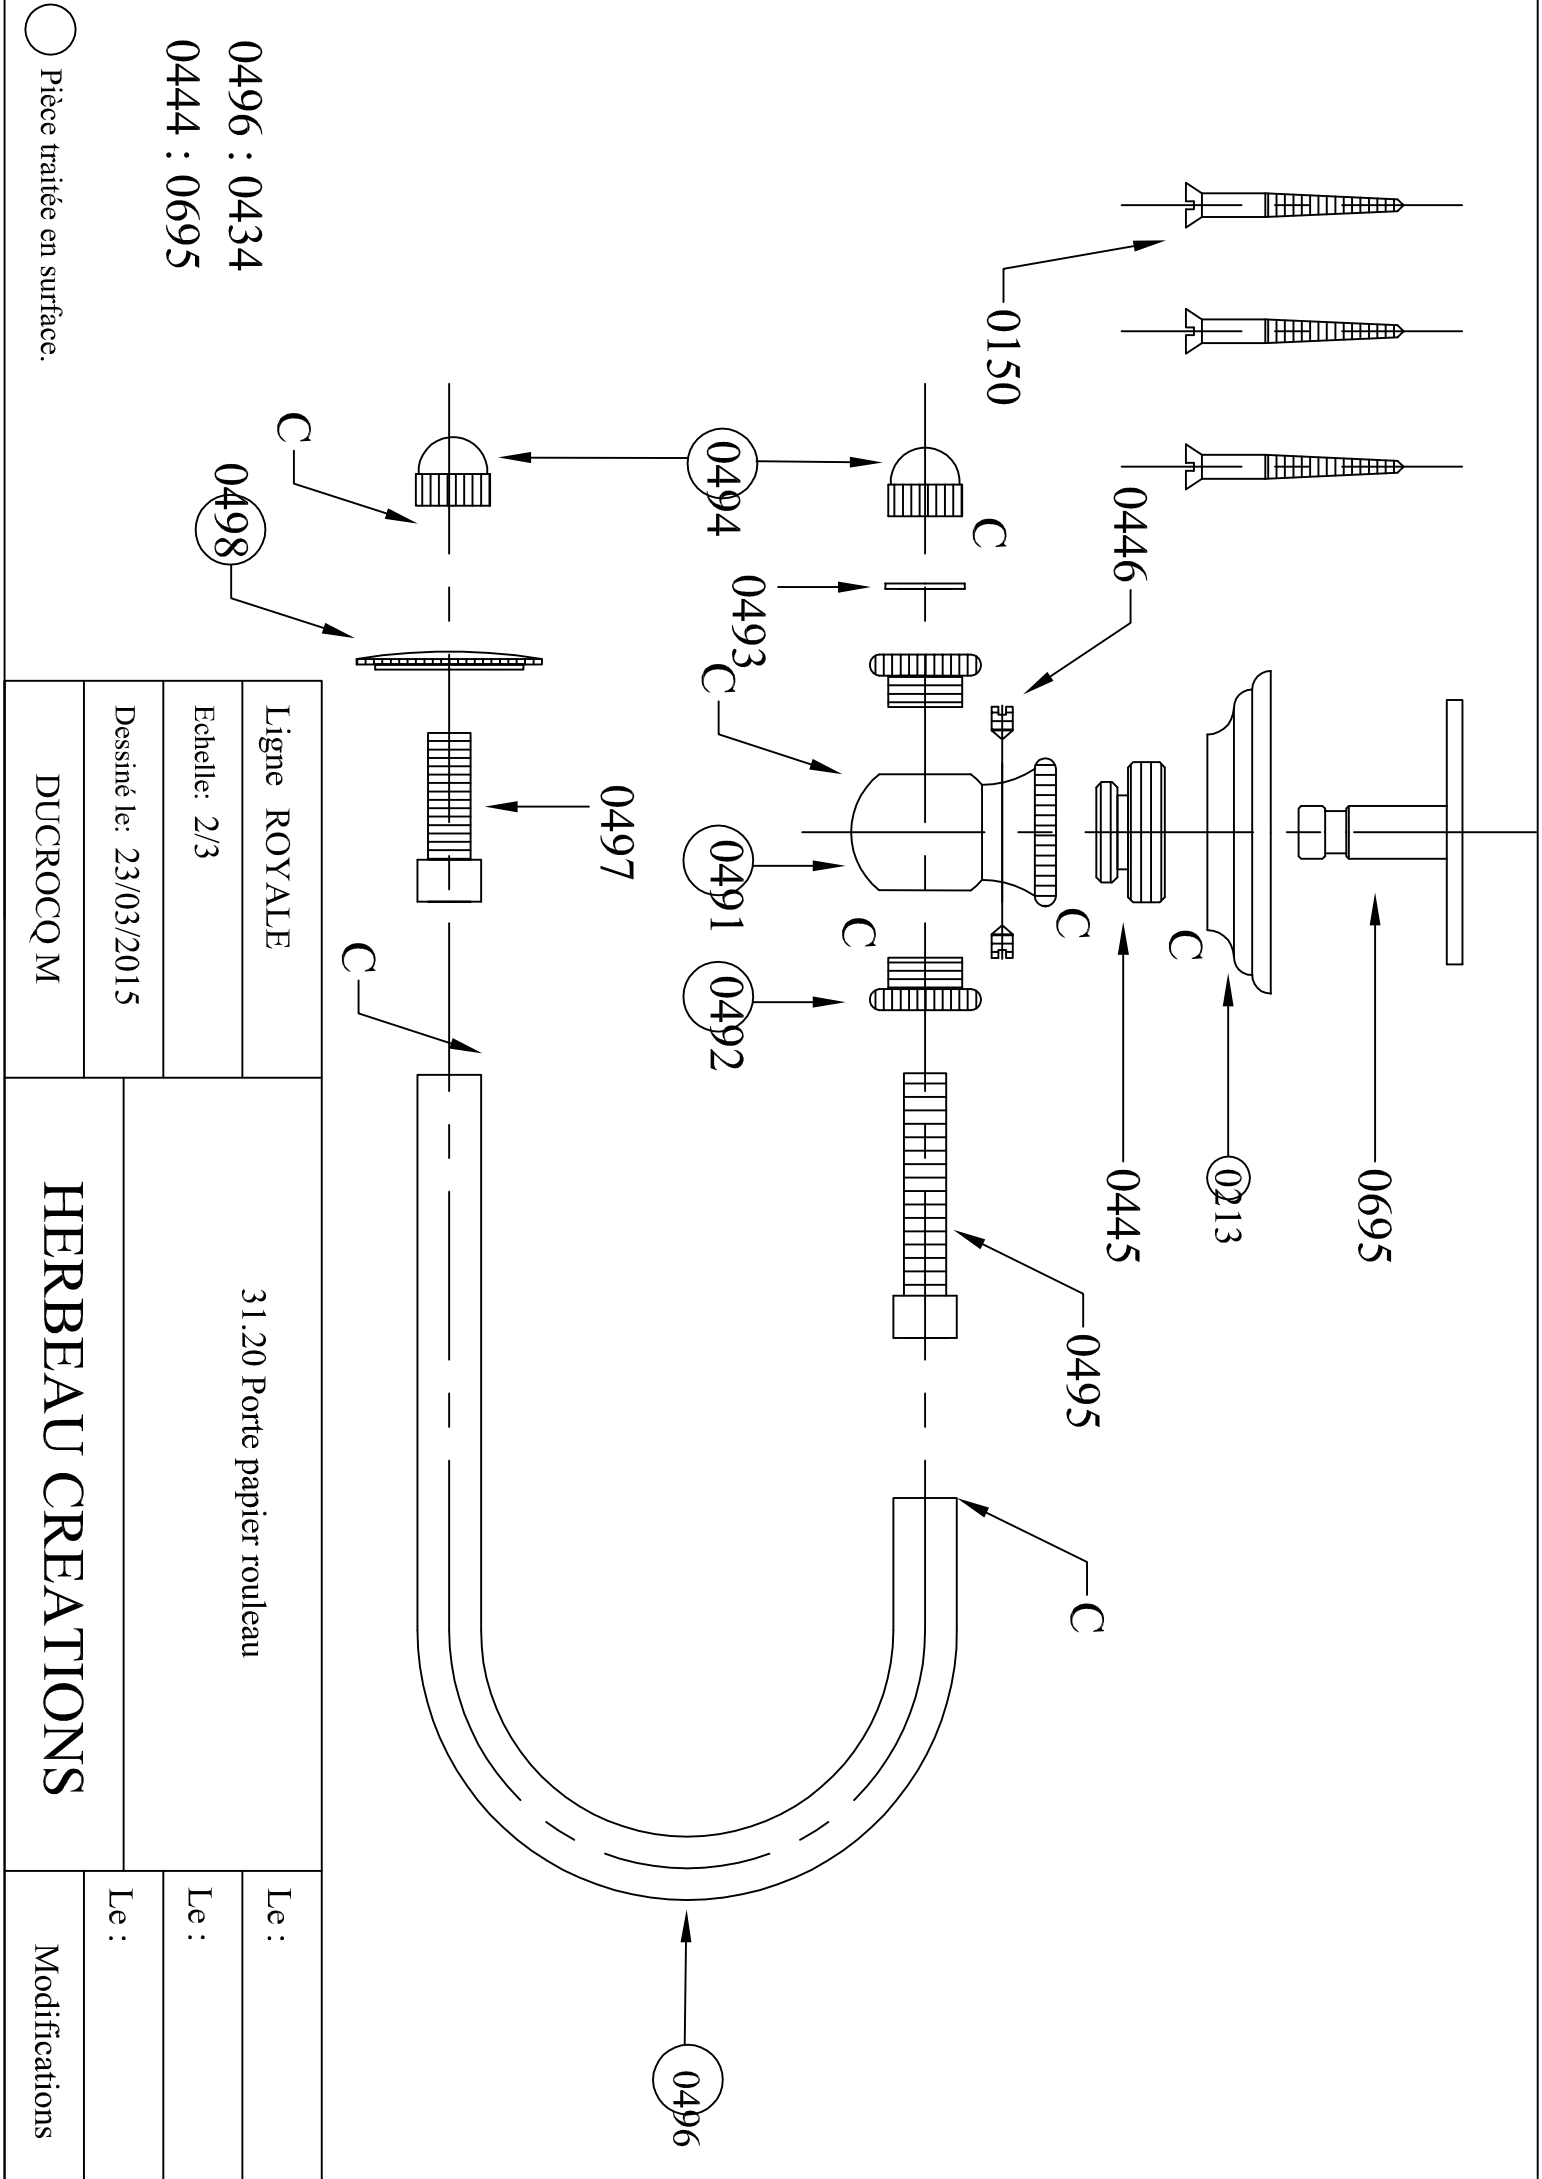 0695
0213
0445
0495
C
C
C
0150
0446
C
0494
0493
C
0491
C
0492
0497
0496
C
0498
C
0496 : 0434
0444 : 0695
Pièce traitée en surface.
Ligne ROYALE
Echelle: 2/3
Dessiné le: 23/03/2015
DUCROCQ M
31.20 Porte papier rouleau
HERBEAU CREATIONS
Le :
Le :
Le :
Modifications